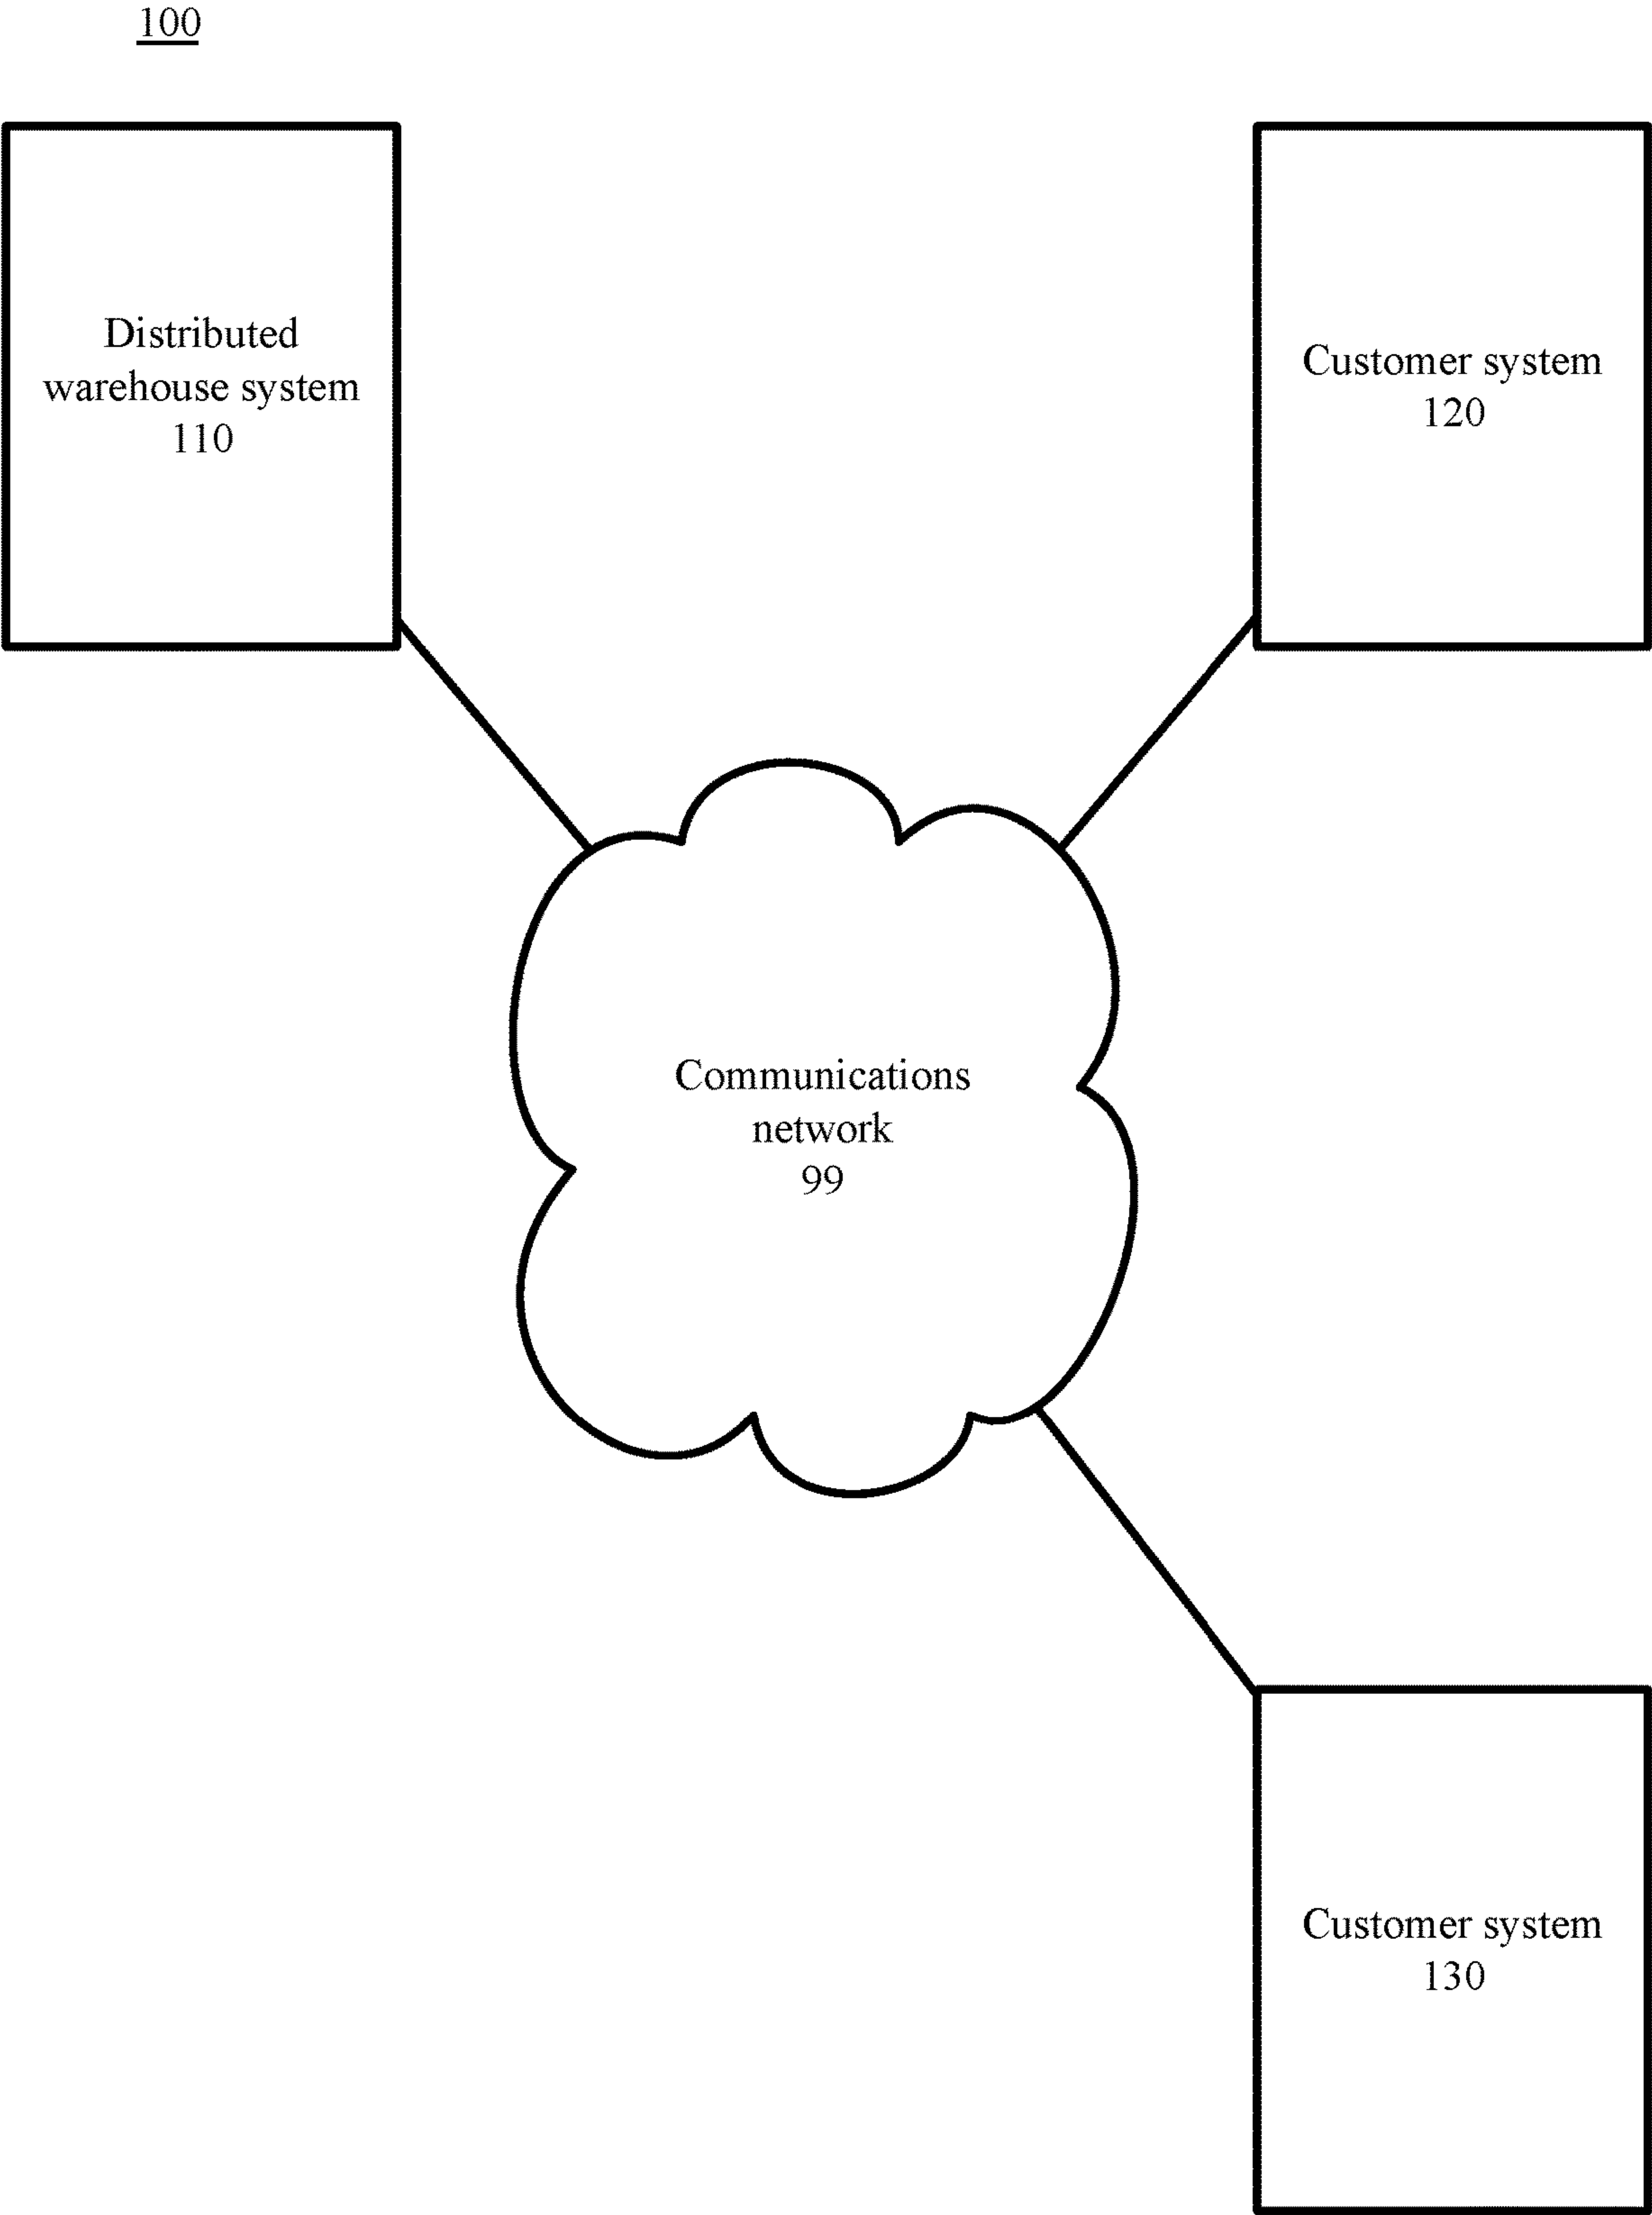 100
Distributed
warehouse system
110
Customer system
120
Communications
network
99
Customer system
130